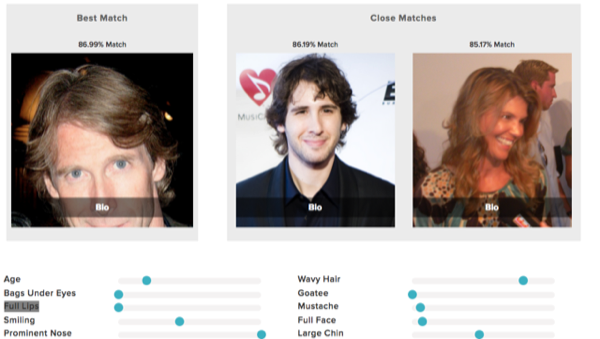 Best Match
Close Matches
86.99% Match
86.19% Match
85.17% Match
MUSIC
Bio
Bio
Bio
Age
Wavy Hair
Bags Under Eyes
Goatee
Full Lips
Mustache
Smiling
Full Face
Prominent Nose
Large Chin